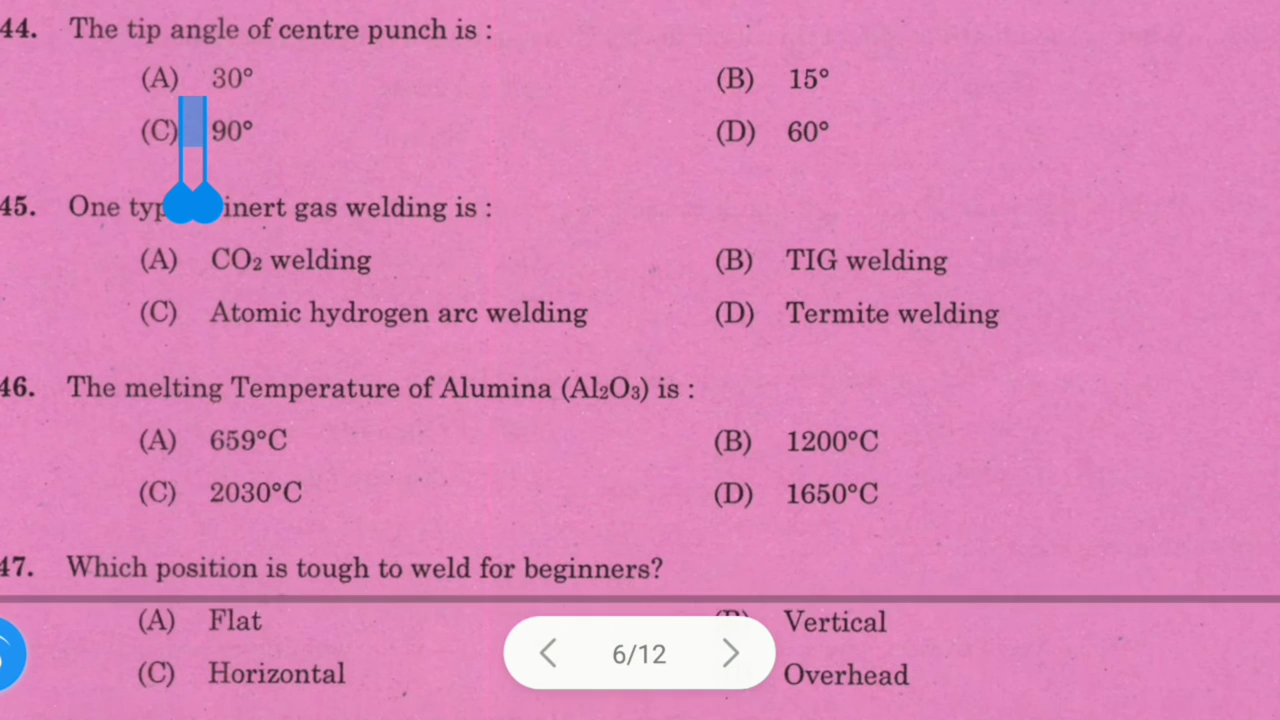 44. The tip angle of centre punch is :
(A) 30° (B) 15°
(C) 90° (D) 60°
45. One inert gas welding is :
(A) CO₂ welding (B) TIG welding
(C) Atomic hydrogen arc welding (D) Termite welding
46. The melting Temperature of Alumina (Al₂O₃) is :
(A) 659°C (B) 1200°C
(C) 2030°C (D) 1650°C
47. Which position is tough to weld for beginners?
(A) Flat Vertical
(C) Horizontal Overhead
6/12